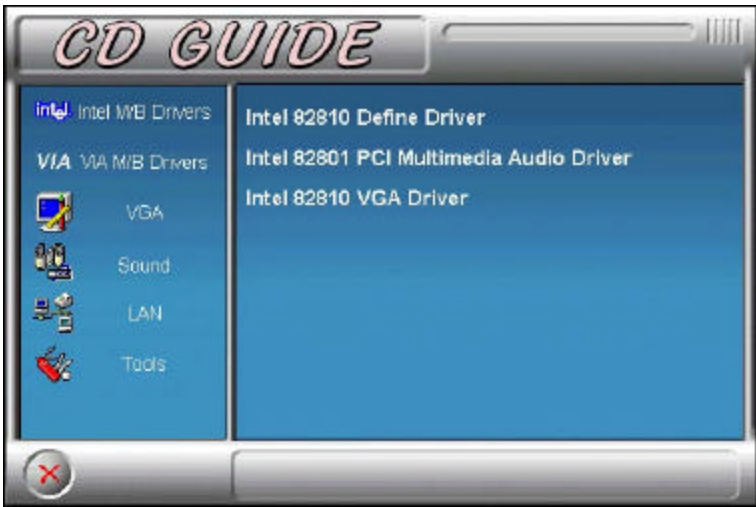 CD GUIDE
intel Intel M/B Drivers
VIA VIA M/B Drivers
VGA
Sound
LAN
Tools
Intel 82810 Define Driver
Intel 82801 PCI Multimedia Audio Driver
Intel 82810 VGA Driver